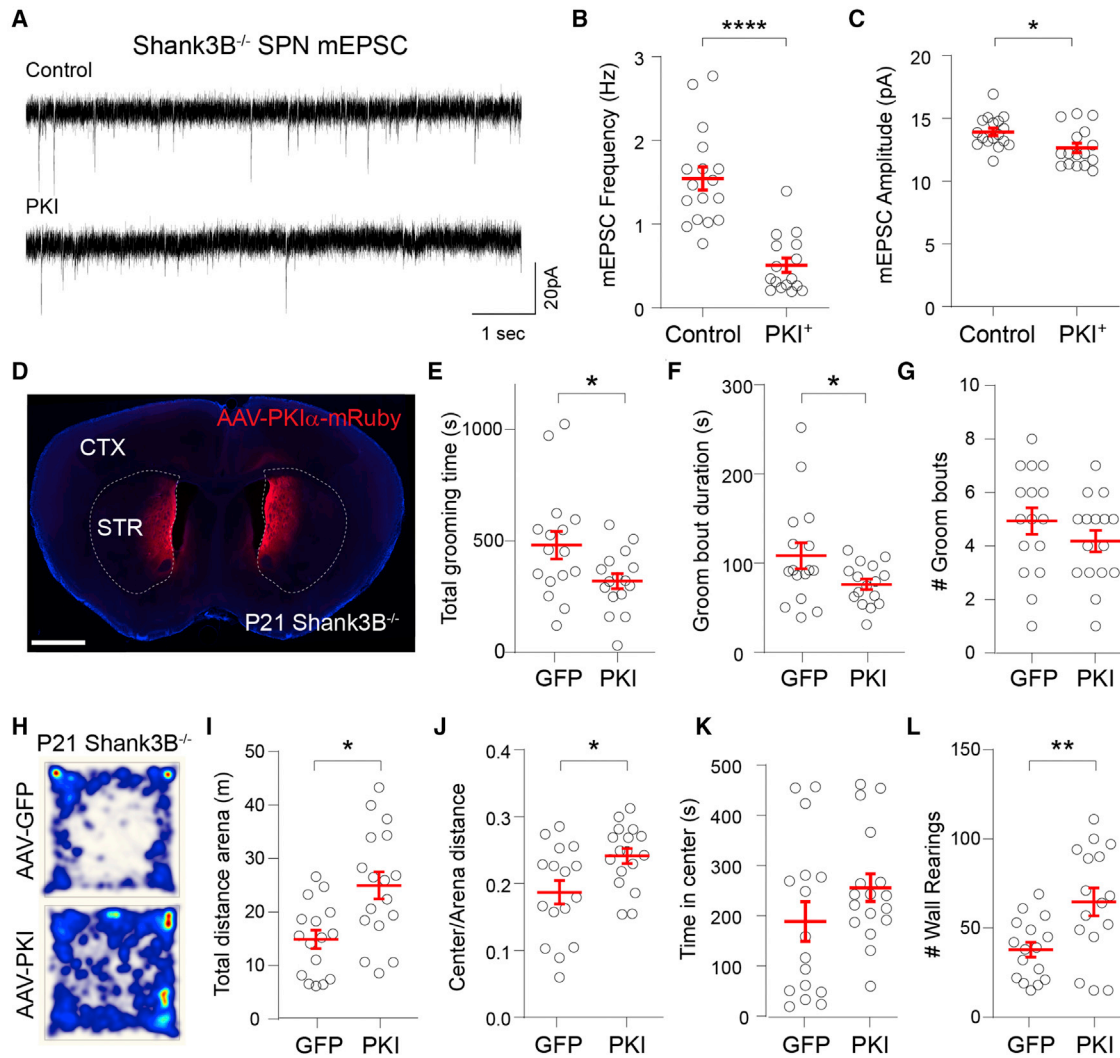 A
Shank3B-/- SPN mEPSC
Control
PKI
20pA
1 sec
B
****
mEPSC Frequency (Hz)
3
2
1
0
Control PKI+
C
*
mEPSC Amplitude (pA)
20
15
10
5
0
Control PKI+
D
AAV-PKIα-mRuby
CTX
STR
P21 Shank3B-/-
E
*
Total grooming time (s)
1000
500
0
GFP PKI
F
*
Groom bout duration (s)
300
200
100
0
GFP PKI
G
# Groom bouts
10
8
6
4
2
0
GFP PKI
H
P21 Shank3B-/-
AAV-GFP
AAV-PKI
I
*
Total distance arena (m)
50
40
30
20
10
0
GFP PKI
J
*
Center/Arena distance
0.4
0.3
0.2
0.1
0.0
GFP PKI
K
Time in center (s)
500
400
300
200
100
0
GFP PKI
L
**
# Wall Rearings
150
100
50
0
GFP PKI